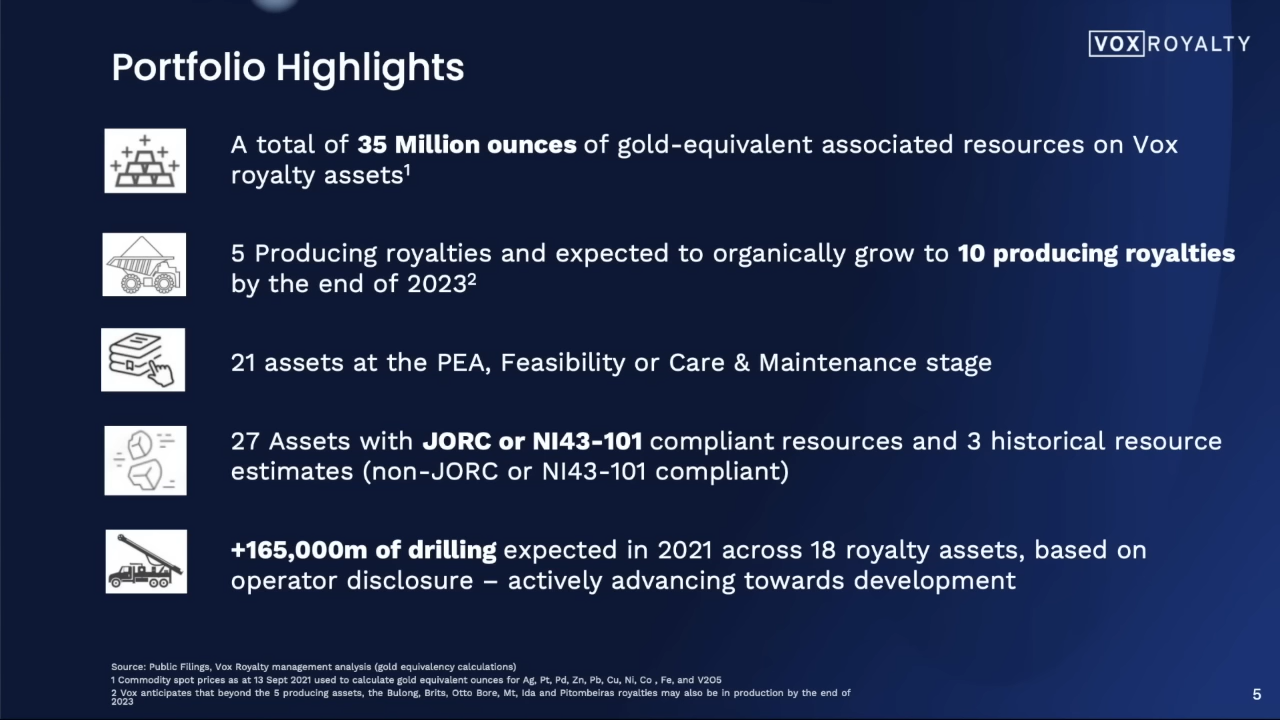 Portfolio Highlights
VOX ROYALTY
A total of 35 Million ounces of gold-equivalent associated resources on Vox
royalty assets¹
5 Producing royalties and expected to organically grow to 10 producing royalties
by the end of 2023²
21 assets at the PEA, Feasibility or Care & Maintenance stage
27 Assets with JORC or NI43-101 compliant resources and 3 historical resource
estimates (non-JORC or NI43-101 compliant)
+165,000m of drilling expected in 2021 across 18 royalty assets, based on
operator disclosure – actively advancing towards development
Source: Public Filings, Vox Royalty management analysis (gold equivalency calculations)
1 Commodity spot prices as at 13 Sept 2021 used to calculate gold equivalent ounces for Ag, Pt, Pd, Zn, Pb, Cu, Ni, Co , Fe, and V2O5
2 Vox anticipates that beyond the 5 producing assets, the Bulong, Brits, Otto Bore, Mt, Ida and Pitombeiras royalties may also be in production by the end of
2023
5